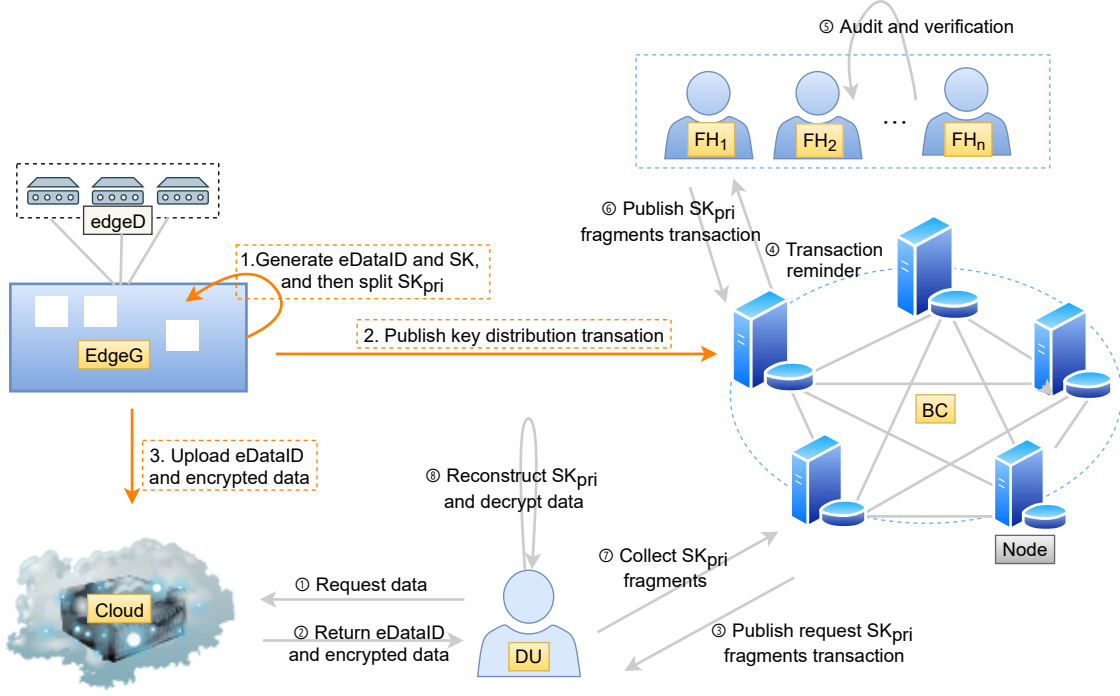 ⑤ Audit and verification
FH1
FH2
...
FHn
edgeD
⑥ Publish SKpri
fragments transaction
④ Transaction
reminder
1.Generate eDataID and SK,
and then split SKpri
2. Publish key distribution transation
EdgeG
BC
3. Upload eDataID
and encrypted data
⑧ Reconstruct SKpri
and decrypt data
Node
⑦ Collect SKpri
fragments
① Request data
Cloud
② Return eDataID
and encrypted data
DU
③ Publish request SKpri
fragments transaction